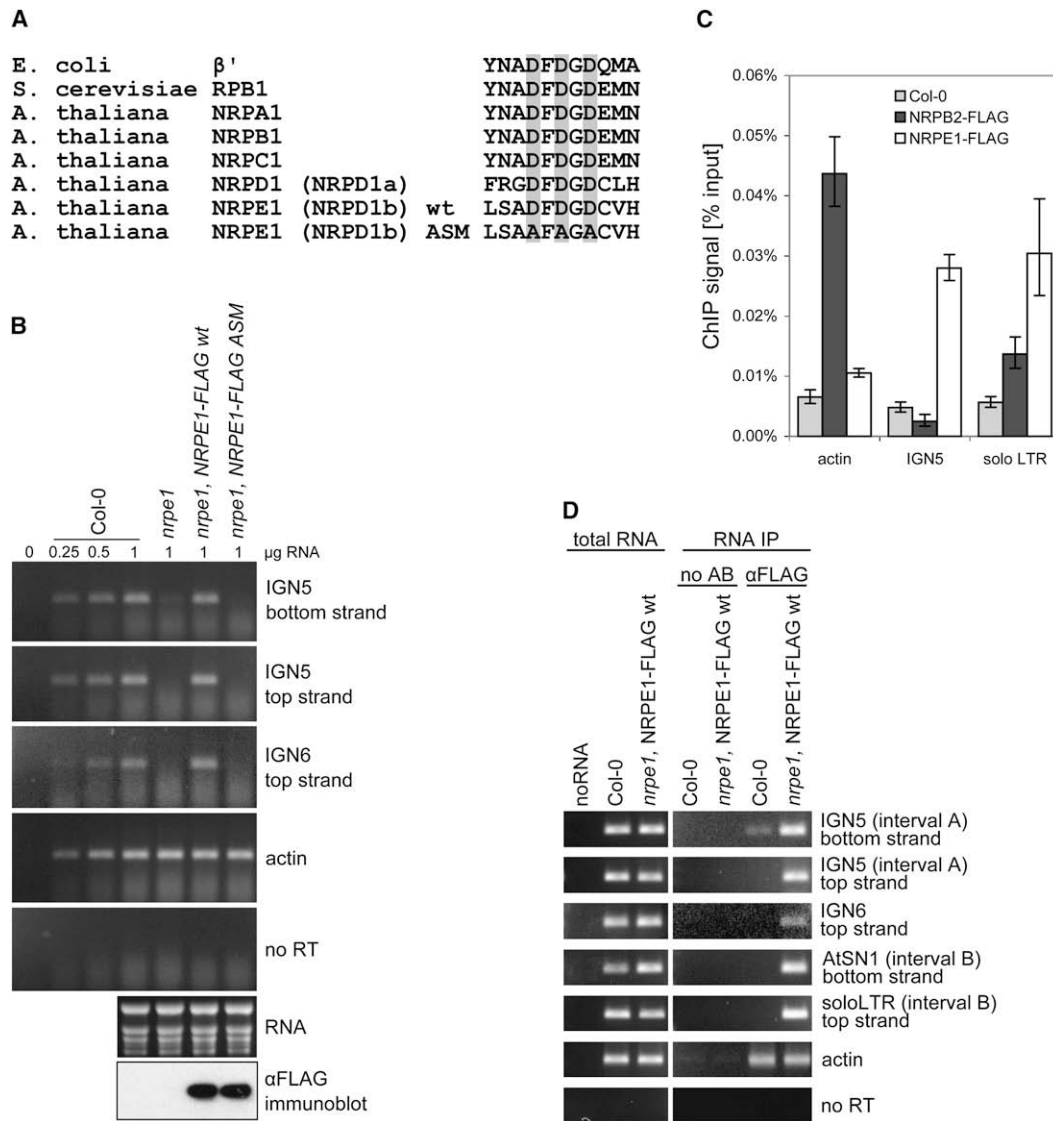 A
E. coli β' YNADFDGDQMA
S. cerevisiae RPB1 YNADFDGDEMN
A. thaliana NRPA1 YNADFDGDEMN
A. thaliana NRPB1 YNADFDGDEMN
A. thaliana NRPC1 YNADFDGDEMN
A. thaliana NRPD1 (NRPD1a) FRGDFDGDCLH
A. thaliana NRPE1 (NRPD1b) wt LSADFDGDCVH
A. thaliana NRPE1 (NRPD1b) ASM LSAAFAGACVH
B
Col-0
nrpe1
nrpe1, NRPE1-FLAG wt
nrpe1, NRPE1-FLAG ASM
0 0.25 0.5 1 1 1 1 µg RNA
IGN5
bottom strand
IGN5
top strand
IGN6
top strand
actin
no RT
RNA
αFLAG
immunoblot
C
ChIP signal [% input]
0.06%
0.05%
0.04%
0.03%
0.02%
0.01%
0.00%
Col-0
NRPB2-FLAG
NRPE1-FLAG
actin IGN5 solo LTR
D
total RNA RNA IP
no AB αFLAG
noRNA
Col-0
nrpe1, NRPE1-FLAG wt
Col-0
nrpe1, NRPE1-FLAG wt
Col-0
nrpe1, NRPE1-FLAG wt
IGN5 (interval A)
bottom strand
IGN5 (interval A)
top strand
IGN6
top strand
AtSN1 (interval B)
bottom strand
soloLTR (interval B)
top strand
actin
no RT